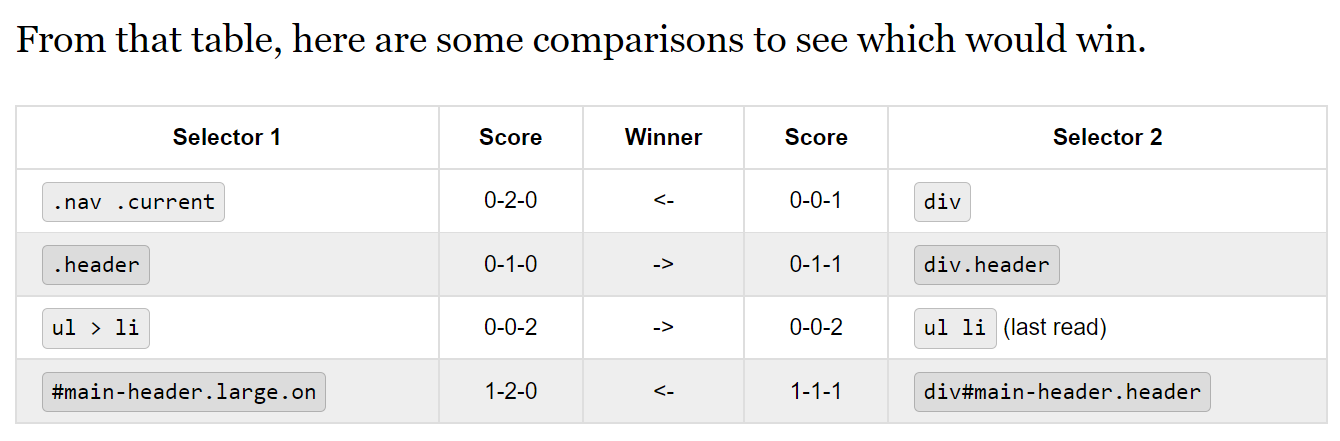 From that table, here are some comparisons to see which would win.
Selector 1 Score Winner Score Selector 2
.nav .current 0-2-0 <- 0-0-1 div
.header 0-1-0 -> 0-1-1 div.header
ul > li 0-0-2 -> 0-0-2 ul li (last read)
#main-header.large.on 1-2-0 <- 1-1-1 div#main-header.header